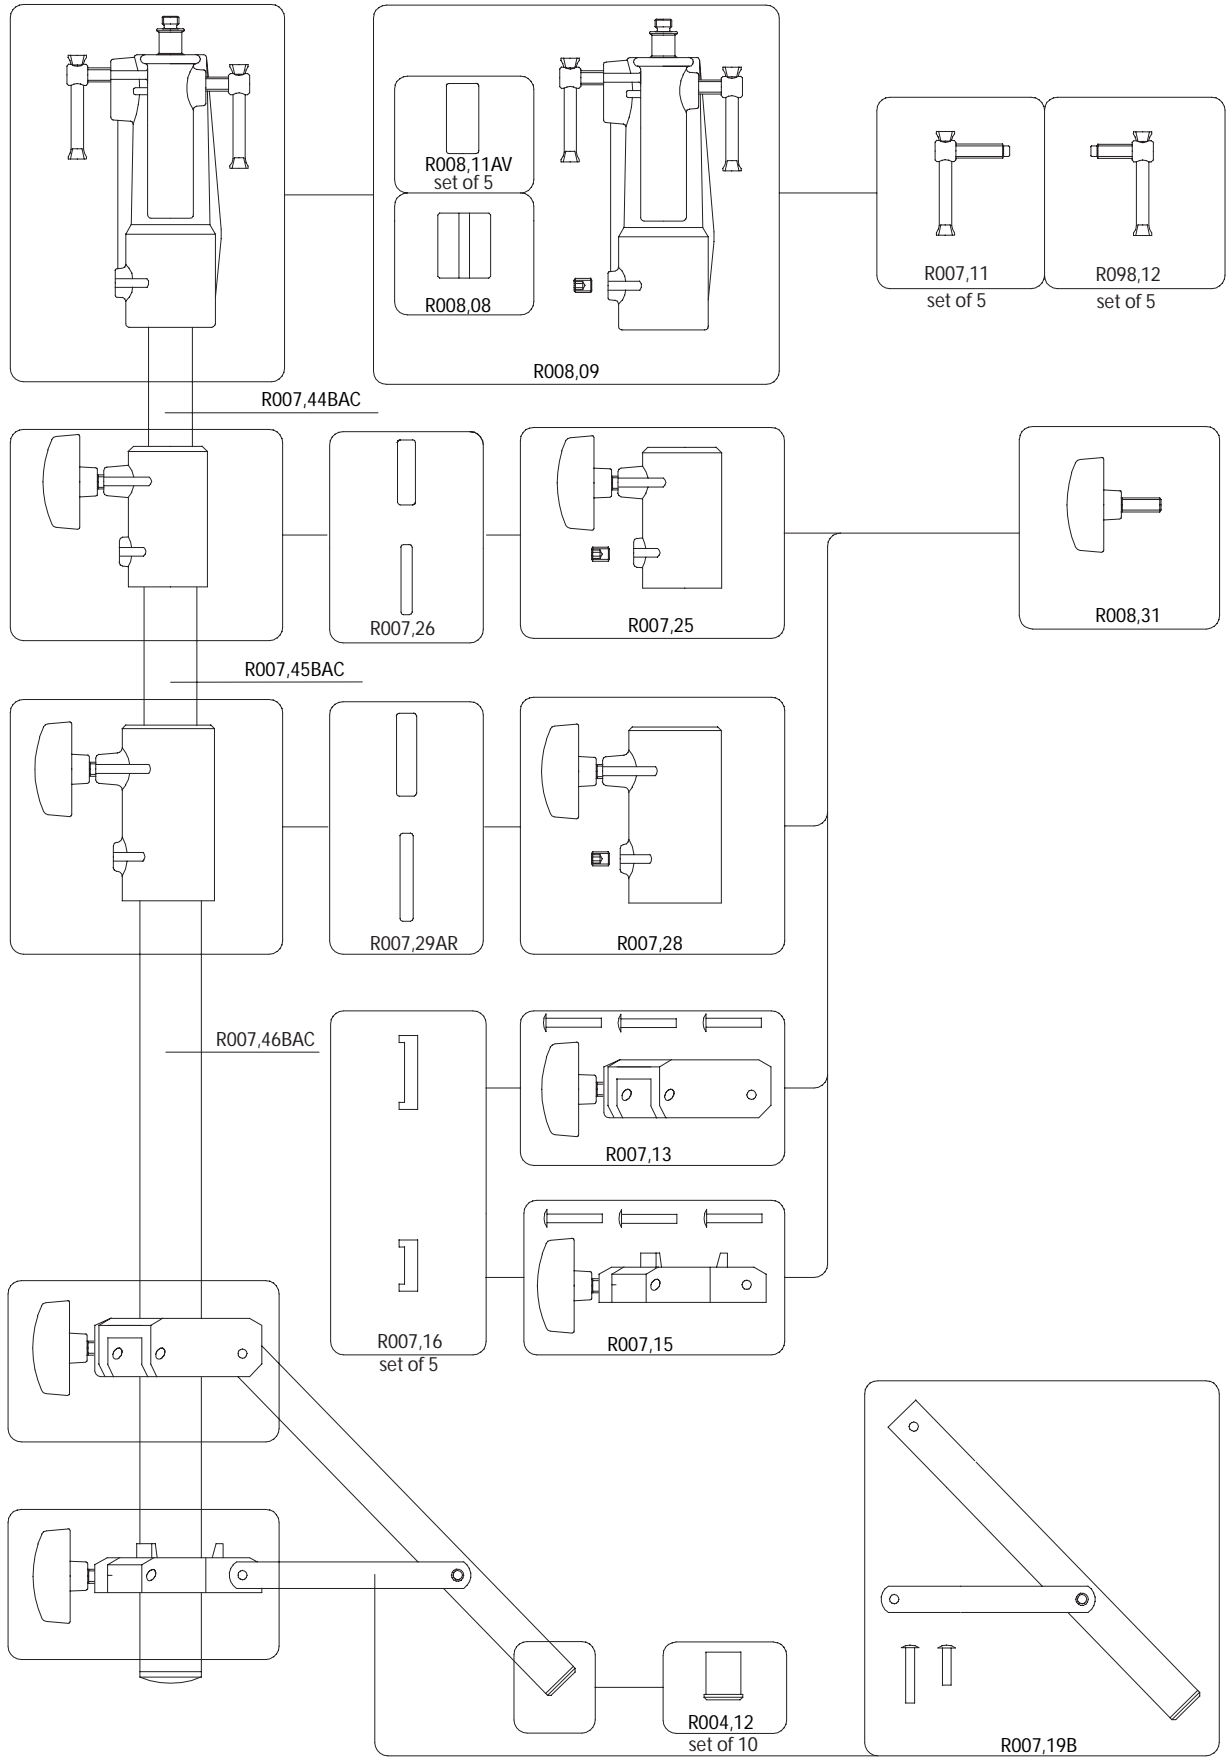 R008,11AV
set of 5
R008,08
R008,09
R007,11
set of 5
R098,12
set of 5
R007,44BAC
R007,26
R007,25
R008,31
R007,45BAC
R007,29AR
R007,28
R007,46BAC
R007,13
R007,16
set of 5
R007,15
R004,12
set of 10
R007,19B